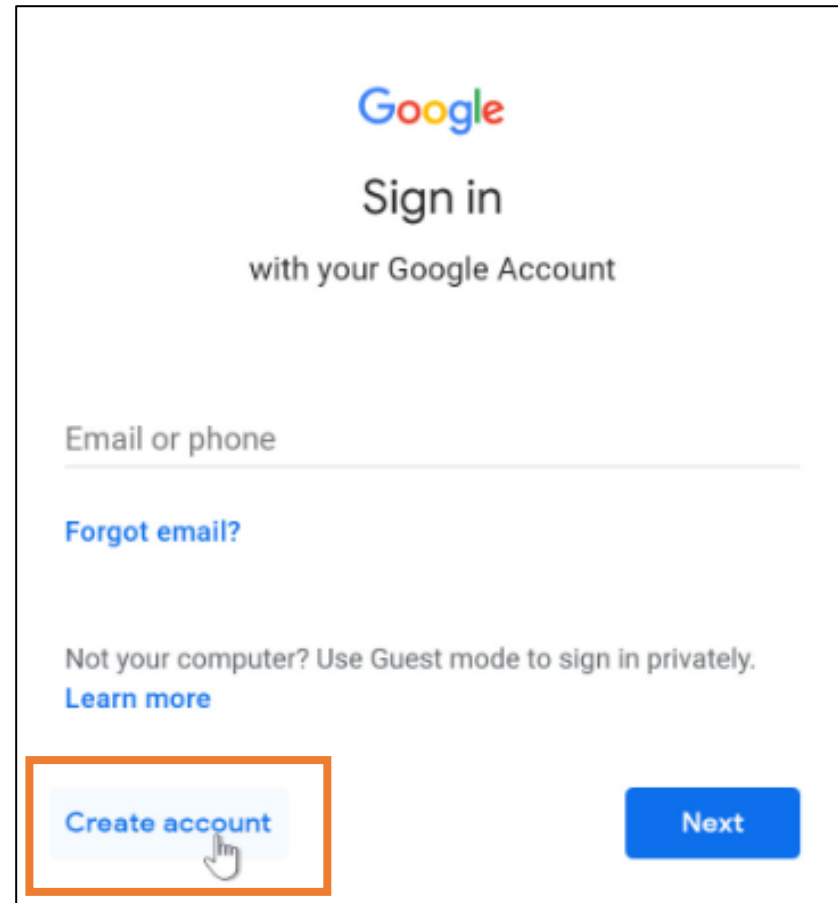 Google
Sign in
with your Google Account
Email or phone
Forgot email?
Not your computer? Use Guest mode to sign in privately.
Learn more
Create account
Next